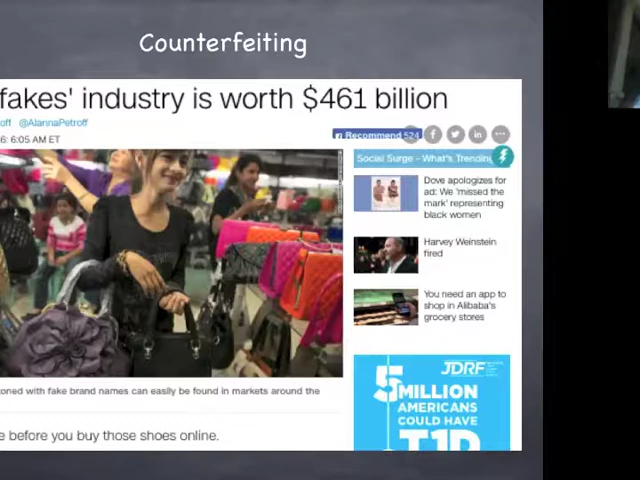 Counterfeiting
fakes' industry is worth $461 billion
off @AlannaPetroff
6: 6:05 AM ET
Recommend 524
Social Surge - What's Trending
Dove apologizes for
ad: We 'missed the
mark' representing
black women
Harvey Weinstein
fired
You need an app to
shop in Alibaba's
grocery stores
JDRF
5 MILLION
AMERICANS
COULD HAVE
T1D
oned with fake brand names can easily be found in markets around the
e before you buy those shoes online.